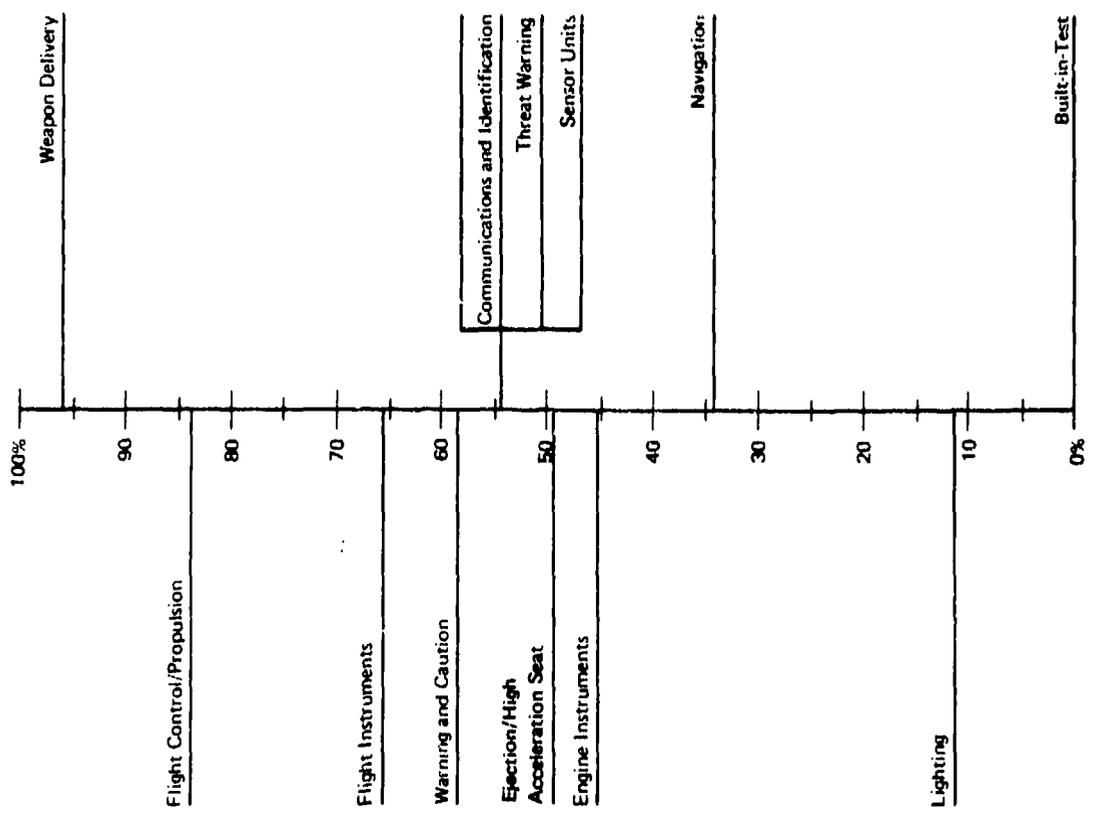 Weapon Delivery
Communications and Identification
Threat Warning
Sensor Units
Navigation
Built-in-Test
100%
90
80
70
60
50
40
30
20
10
0%
Flight Control/Propulsion
Flight Instruments
Warning and Caution
Ejection/High
Acceleration Seat
Engine Instruments
Lighting